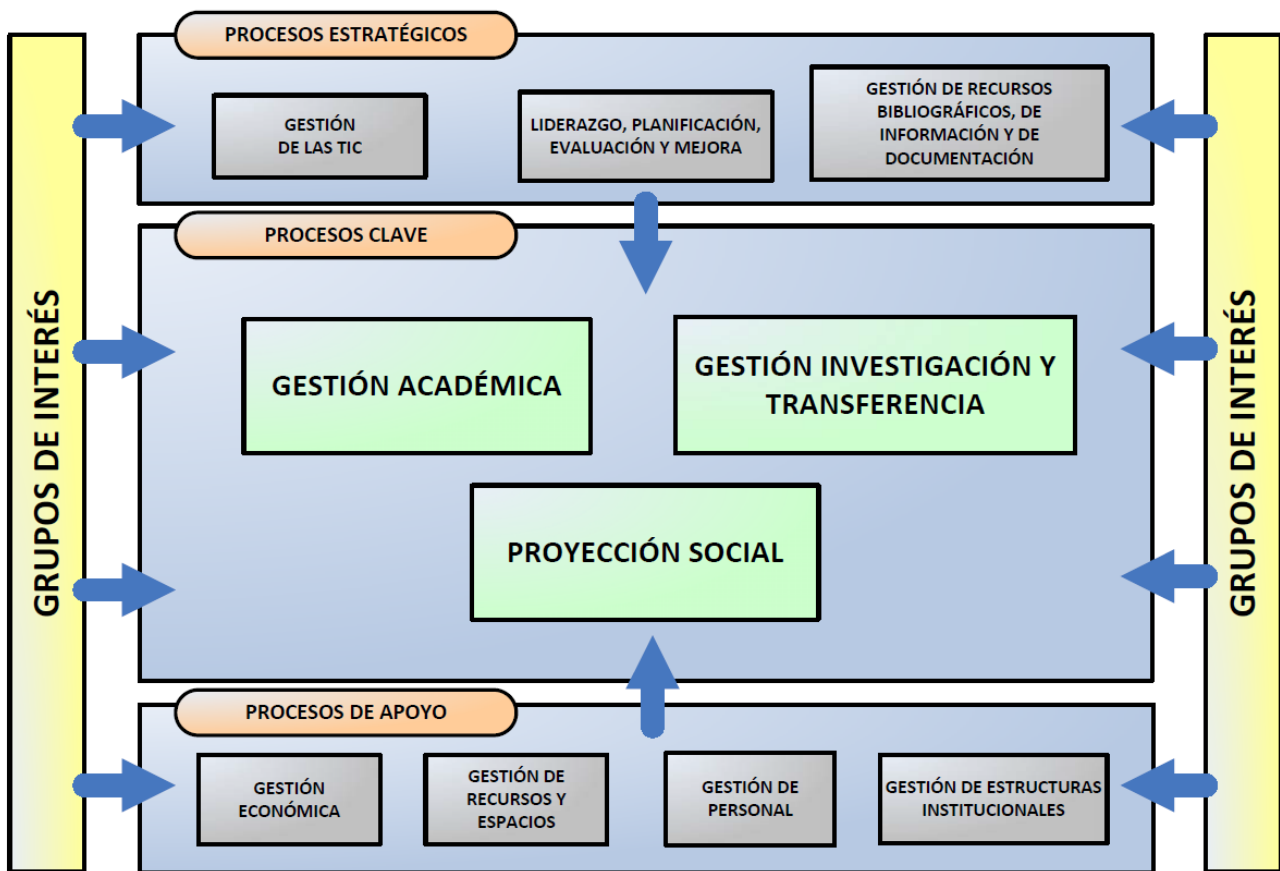 GRUPOS DE INTERÉS
PROCESOS ESTRATÉGICOS
GESTIÓN
DE LAS TIC
LIDERAZGO, PLANIFICACIÓN,
EVALUACIÓN Y MEJORA
GESTIÓN DE RECURSOS
BIBLIOGRÁFICOS, DE
INFORMACIÓN Y DE
DOCUMENTACIÓN
PROCESOS CLAVE
GESTIÓN ACADÉMICA
GESTIÓN INVESTIGACIÓN Y
TRANSFERENCIA
PROYECCIÓN SOCIAL
PROCESOS DE APOYO
GESTIÓN
ECONÓMICA
GESTIÓN DE
RECURSOS Y
ESPACIOS
GESTIÓN DE
PERSONAL
GESTIÓN DE ESTRUCTURAS
INSTITUCIONALES
GRUPOS DE INTERÉS